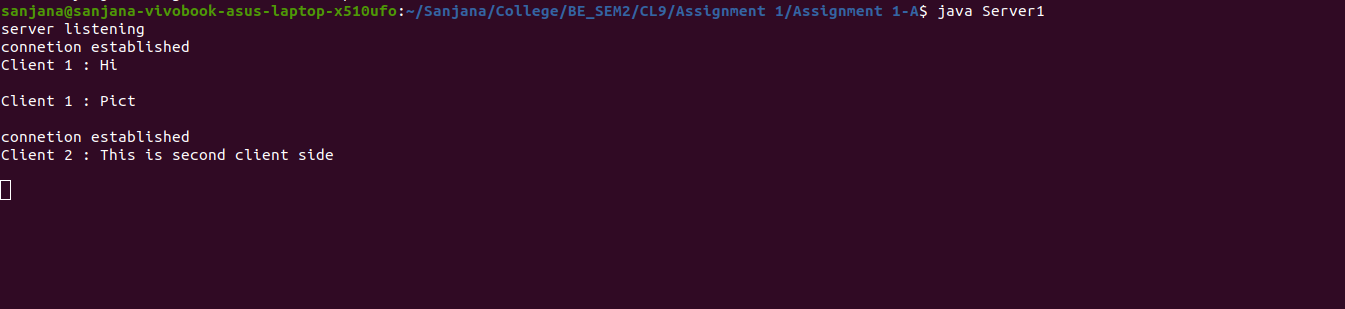 sanjana@sanjana-vivobook-asus-laptop-x510ufo:~/Sanjana/College/BE_SEM2/CL9/Assignment 1/Assignment 1-A$ java Server1
server listening
connetion established
Client 1 : Hi
Client 1 : Pict
connetion established
Client 2 : This is second client side